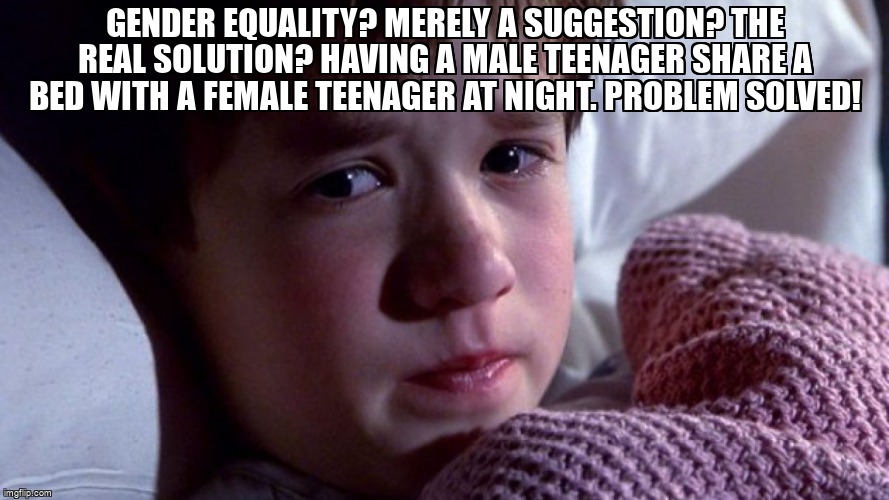 GENDER EQUALITY? MERELY A SUGGESTION? THE
REAL SOLUTION? HAVING A MALE TEENAGER SHARE A
BED WITH A FEMALE TEENAGER AT NIGHT. PROBLEM SOLVED!
imgflip.com